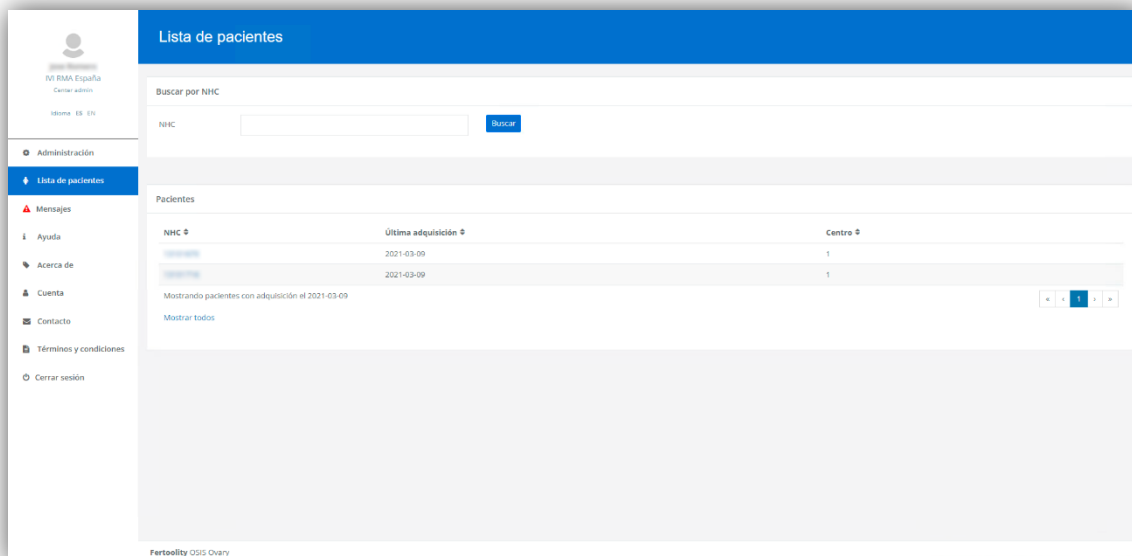 Lista de pacientes
IVI RMA España
Center admin
Idioma ES EN
Administración
Lista de pacientes
Mensajes
Ayuda
Acerca de
Cuenta
Contacto
Términos y condiciones
Cerrar sesión
Buscar por NHC
NHC Buscar
Pacientes
NHC Última adquisición Centro
2021-03-09 1
2021-03-09 1
Mostrando pacientes con adquisición el 2021-03-09
« ‹ 1 › »
Mostrar todos
Fertoolity OSIS Ovary